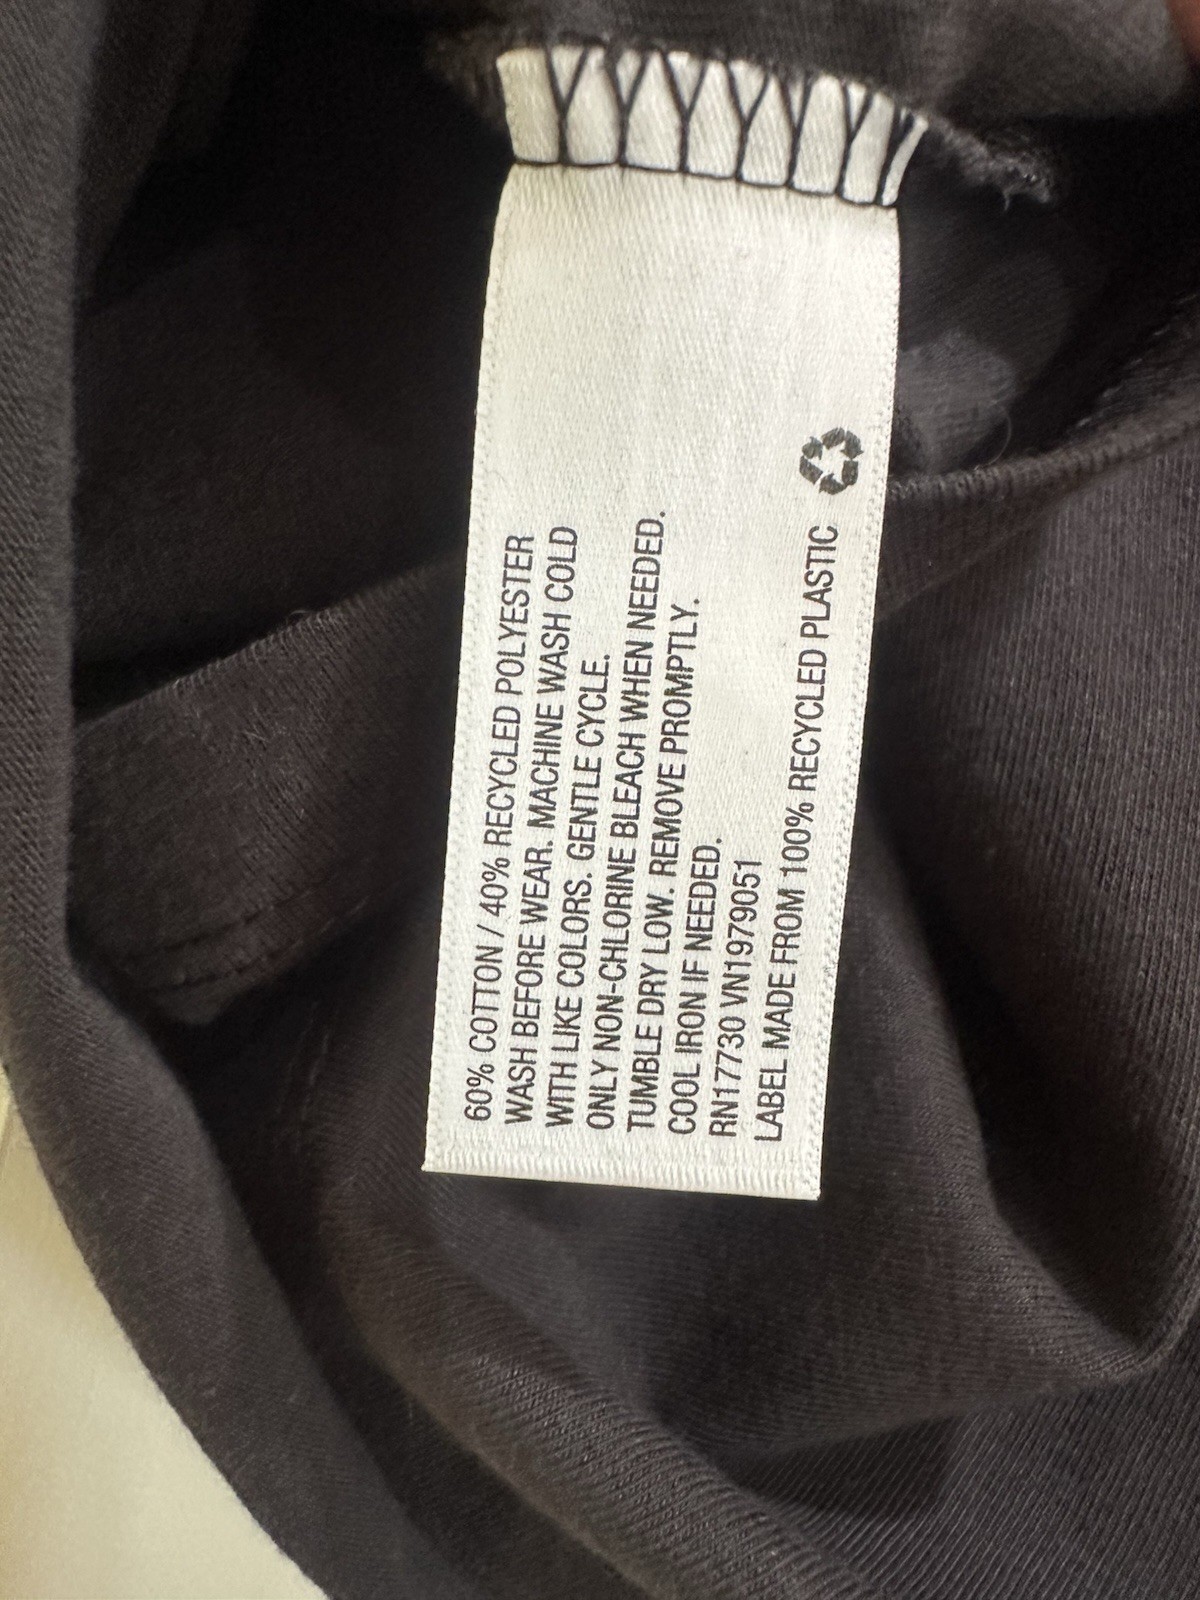 60% COTTON / 40% RECYCLED POLYESTER
WASH BEFORE WEAR. MACHINE WASH COLD
WITH LIKE COLORS. GENTLE CYCLE.
ONLY NON-CHLORINE BLEACH WHEN NEEDED.
TUMBLE DRY LOW. REMOVE PROMPTLY.
COOL IRON IF NEEDED.
RN17730 VN1979051
LABEL MADE FROM 100% RECYCLED PLASTIC